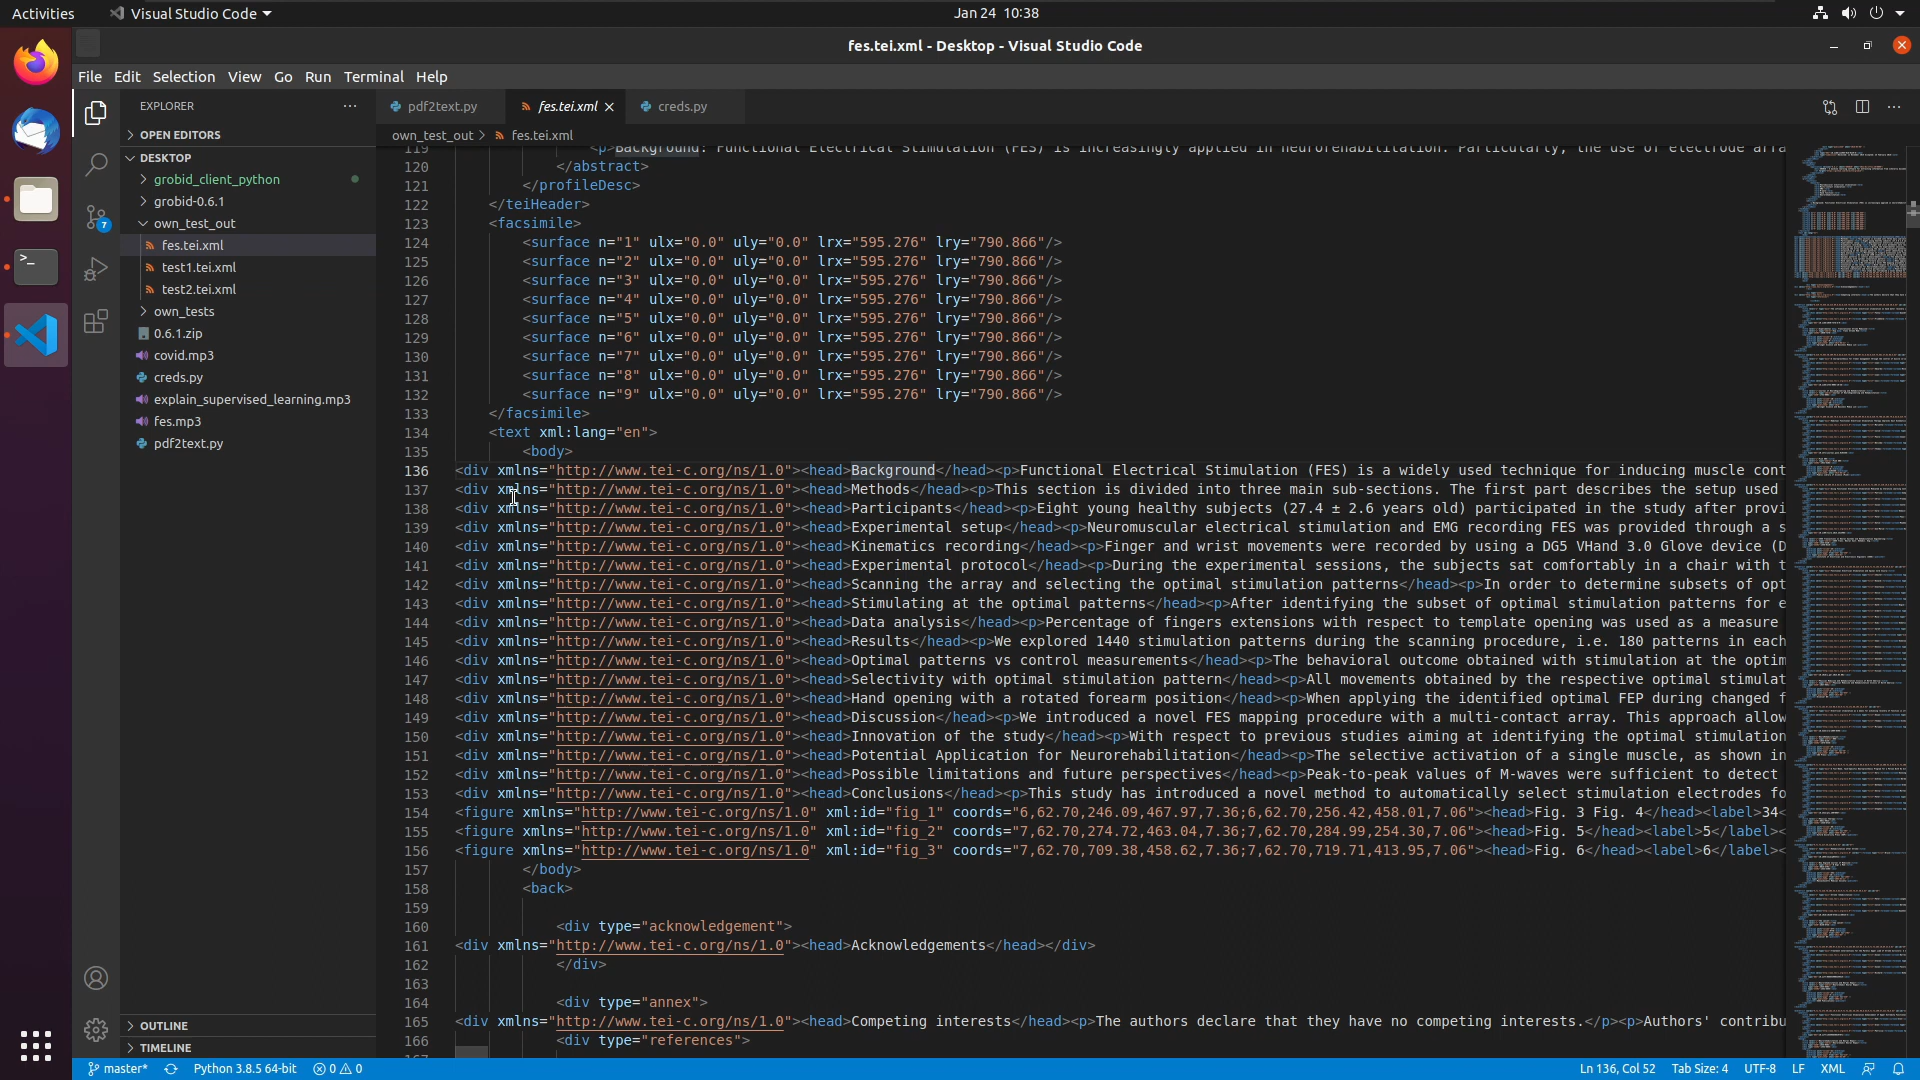 Activities
Visual Studio Code
Jan 24 10:38
fes.tei.xml - Desktop - Visual Studio Code
File Edit Selection View Go Run Terminal Help
EXPLORER
OPEN EDITORS
DESKTOP
grobid_client_python
grobid-0.6.1
own_test_out
fes.tei.xml
test1.tei.xml
test2.tei.xml
own_tests
0.6.1.zip
covid.mp3
creds.py
explain_supervised_learning.mp3
fes.mp3
pdf2text.py
OUTLINE
TIMELINE
7
pdf2text.py fes.tei.xml creds.py
own_test_out > fes.tei.xml
119 <p>Background: Functional Electrical Stimulation (FES) is increasingly applied in neurorehabilitation. Particularly, the use of electrode arra
120 </abstract>
121 </profileDesc>
122 </teiHeader>
123 <facsimile>
124 <surface n="1" ulx="0.0" uly="0.0" lrx="595.276" lry="790.866"/>
125 <surface n="2" ulx="0.0" uly="0.0" lrx="595.276" lry="790.866"/>
126 <surface n="3" ulx="0.0" uly="0.0" lrx="595.276" lry="790.866"/>
127 <surface n="4" ulx="0.0" uly="0.0" lrx="595.276" lry="790.866"/>
128 <surface n="5" ulx="0.0" uly="0.0" lrx="595.276" lry="790.866"/>
129 <surface n="6" ulx="0.0" uly="0.0" lrx="595.276" lry="790.866"/>
130 <surface n="7" ulx="0.0" uly="0.0" lrx="595.276" lry="790.866"/>
131 <surface n="8" ulx="0.0" uly="0.0" lrx="595.276" lry="790.866"/>
132 <surface n="9" ulx="0.0" uly="0.0" lrx="595.276" lry="790.866"/>
133 </facsimile>
134 <text xml:lang="en">
135 <body>
136 <div xmlns="http://www.tei-c.org/ns/1.0"><head>Background</head><p>Functional Electrical Stimulation (FES) is a widely used technique for inducing muscle cont
137 <div xmlns="http://www.tei-c.org/ns/1.0"><head>Methods</head><p>This section is divided into three main sub-sections. The first part describes the setup used
138 <div xmlns="http://www.tei-c.org/ns/1.0"><head>Participants</head><p>Eight young healthy subjects (27.4 ± 2.6 years old) participated in the study after provi
139 <div xmlns="http://www.tei-c.org/ns/1.0"><head>Experimental setup</head><p>Neuromuscular electrical stimulation and EMG recording FES was provided through a s
140 <div xmlns="http://www.tei-c.org/ns/1.0"><head>Kinematics recording</head><p>Finger and wrist movements were recorded by using a DG5 VHand 3.0 Glove device (D
141 <div xmlns="http://www.tei-c.org/ns/1.0"><head>Experimental protocol</head><p>During the experimental sessions, the subjects sat comfortably in a chair with t
142 <div xmlns="http://www.tei-c.org/ns/1.0"><head>Scanning the array and selecting the optimal stimulation patterns</head><p>In order to determine subsets of opt
143 <div xmlns="http://www.tei-c.org/ns/1.0"><head>Stimulating at the optimal patterns</head><p>After identifying the subset of optimal stimulation patterns for e
144 <div xmlns="http://www.tei-c.org/ns/1.0"><head>Data analysis</head><p>Percentage of fingers extensions with respect to template opening was used as a measure
145 <div xmlns="http://www.tei-c.org/ns/1.0"><head>Results</head><p>We explored 1440 stimulation patterns during the scanning procedure, i.e. 180 patterns in each
146 <div xmlns="http://www.tei-c.org/ns/1.0"><head>Optimal patterns vs control measurements</head><p>The behavioral outcome obtained with stimulation at the optim
147 <div xmlns="http://www.tei-c.org/ns/1.0"><head>Selectivity with optimal stimulation pattern</head><p>All movements obtained by the respective optimal stimulat
148 <div xmlns="http://www.tei-c.org/ns/1.0"><head>Hand opening with a rotated forearm position</head><p>When applying the identified optimal FEP during changed f
149 <div xmlns="http://www.tei-c.org/ns/1.0"><head>Discussion</head><p>We introduced a novel FES mapping procedure with a multi-contact array. This approach allow
150 <div xmlns="http://www.tei-c.org/ns/1.0"><head>Innovation of the study</head><p>With respect to previous studies aiming at identifying the optimal stimulation
151 <div xmlns="http://www.tei-c.org/ns/1.0"><head>Potential Application for Neurorehabilitation</head><p>The selective activation of a single muscle, as shown in
152 <div xmlns="http://www.tei-c.org/ns/1.0"><head>Possible limitations and future perspectives</head><p>Peak-to-peak values of M-waves were sufficient to detect
153 <div xmlns="http://www.tei-c.org/ns/1.0"><head>Conclusions</head><p>This study has introduced a novel method to automatically select stimulation electrodes fo
154 <figure xmlns="http://www.tei-c.org/ns/1.0" xml:id="fig_1" coords="6,62.70,246.09,467.97,7.36;6,62.70,256.42,458.01,7.06"><head>Fig. 3 Fig. 4</head><label>34<
155 <figure xmlns="http://www.tei-c.org/ns/1.0" xml:id="fig_2" coords="7,62.70,274.72,463.04,7.36;7,62.70,284.99,254.30,7.06"><head>Fig. 5</head><label>5</label><
156 <figure xmlns="http://www.tei-c.org/ns/1.0" xml:id="fig_3" coords="7,62.70,709.38,458.62,7.36;7,62.70,719.71,413.95,7.06"><head>Fig. 6</head><label>6</label><
157 </body>
158 <back>
159
160 <div type="acknowledgement">
161 <div xmlns="http://www.tei-c.org/ns/1.0"><head>Acknowledgements</head></div>
162 </div>
163
164 <div type="annex">
165 <div xmlns="http://www.tei-c.org/ns/1.0"><head>Competing interests</head><p>The authors declare that they have no competing interests.</p><p>Authors' contribu
166 <div type="references">
master* Python 3.8.5 64-bit 0 0 Ln 136, Col 52 Tab Size: 4 UTF-8 LF XML